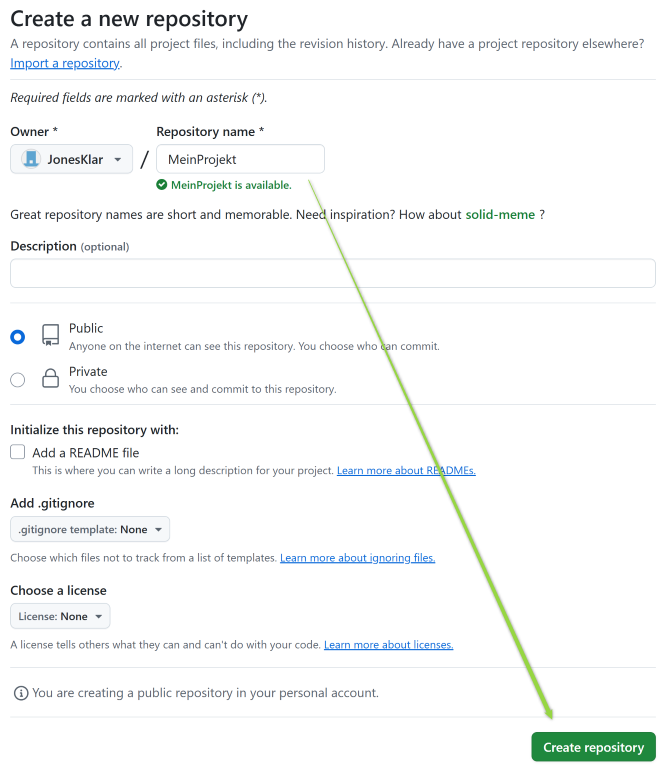 Create a new repository
A repository contains all project files, including the revision history. Already have a project repository elsewhere?
Import a repository.
Required fields are marked with an asterisk (*).
Owner * Repository name *
JonesKlar / MeinProjekt
MeinProjekt is available.
Great repository names are short and memorable. Need inspiration? How about solid-meme ?
Description (optional)
Public
Anyone on the internet can see this repository. You choose who can commit.
Private
You choose who can see and commit to this repository.
Initialize this repository with:
Add a README file
This is where you can write a long description for your project. Learn more about READMEs.
Add .gitignore
.gitignore template: None
Choose which files not to track from a list of templates. Learn more about ignoring files.
Choose a license
License: None
A license tells others what they can and can't do with your code. Learn more about licenses.
You are creating a public repository in your personal account.
Create repository